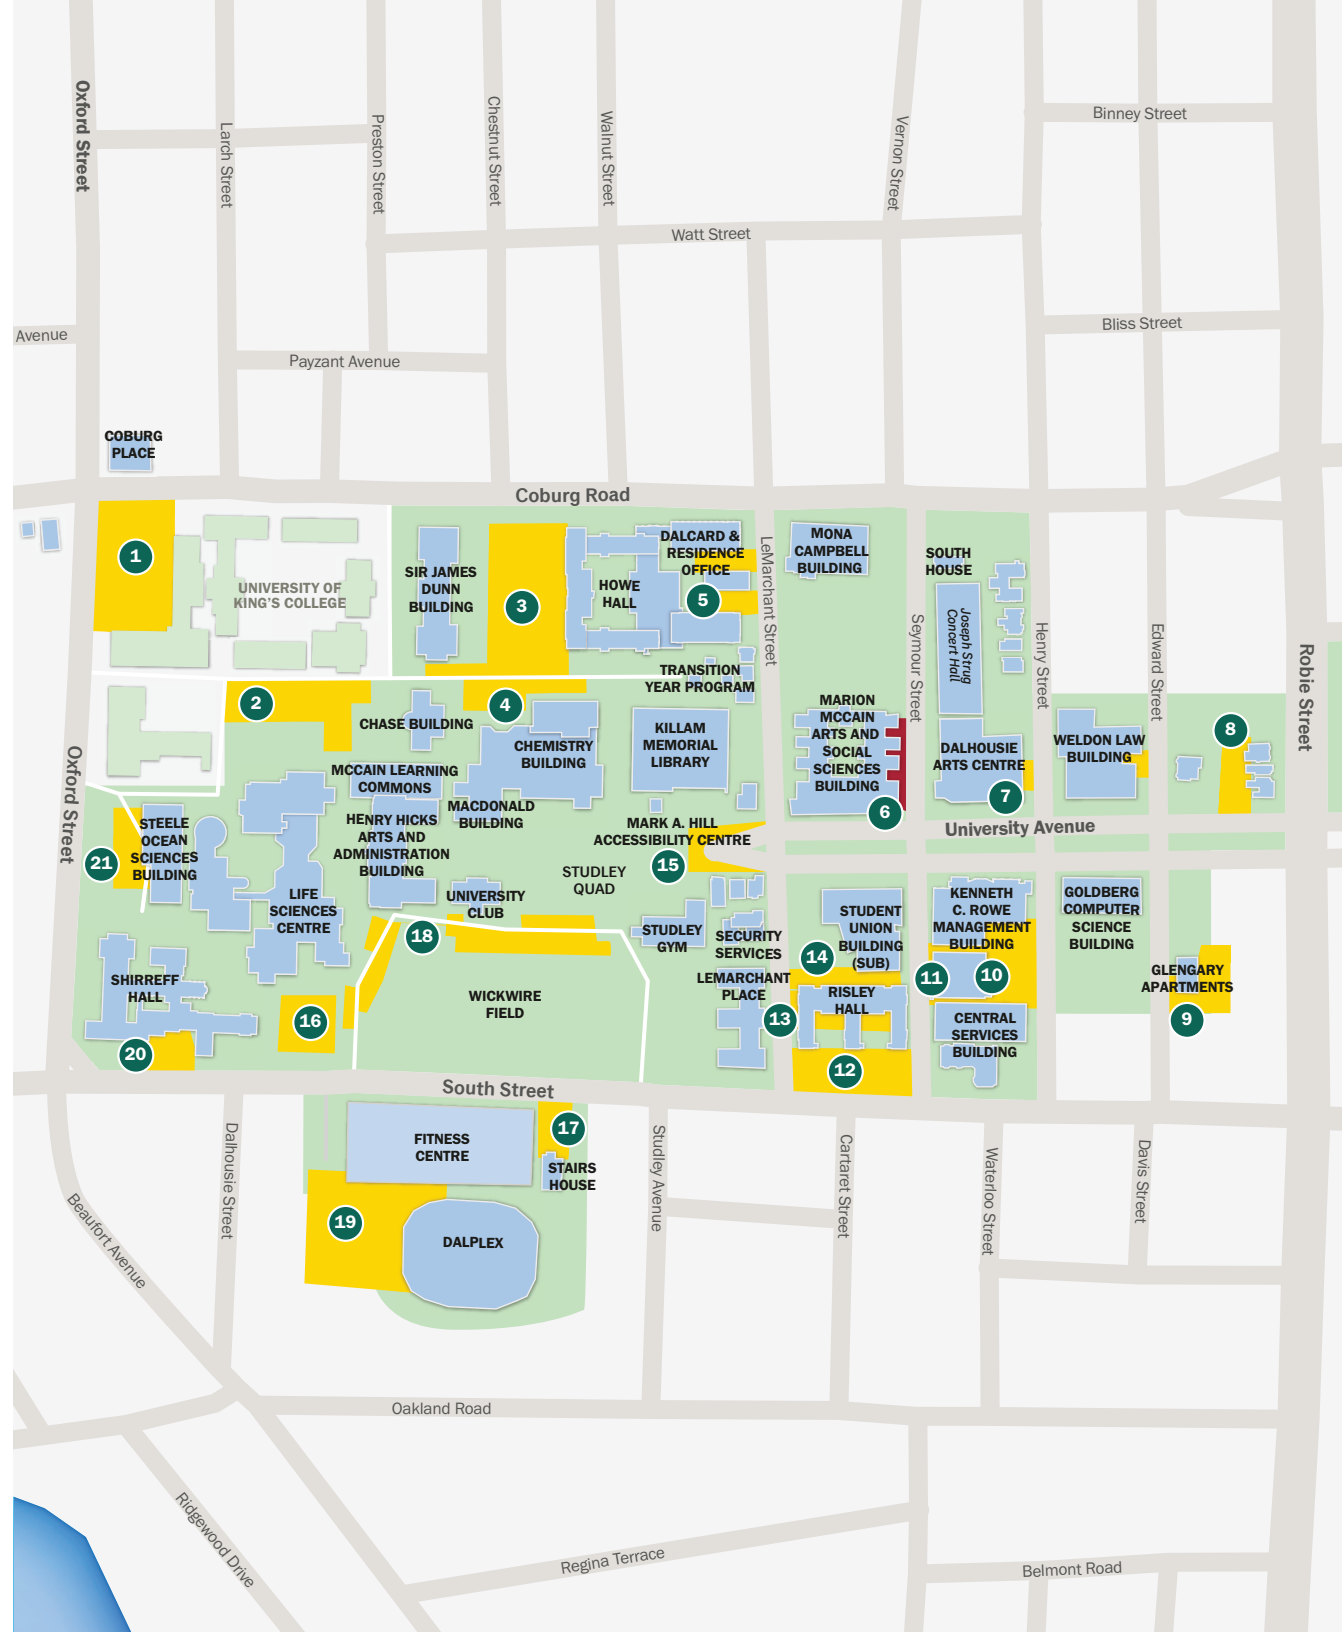 Oxford Street
Larch Street
Preston Street
Chestnut Street
Walnut Street
Vernon Street
Binney Street
Watt Street
Bliss Street
Avenue
Payzant Avenue
COBURG
PLACE
Coburg Road
1
UNIVERSITY OF
KING'S COLLEGE
SIR JAMES
DUNN
BUILDING
3
HOWE
HALL
DALCARD &
RESIDENCE
OFFICE
5
LeMarchant Street
MONA
CAMPBELL
BUILDING
SOUTH
HOUSE
Joseph Strug
Concert Hall
Seymour Street
Henry Street
Edward Street
Robie Street
TRANSITION
YEAR PROGRAM
2
4
CHASE BUILDING
CHEMISTRY
BUILDING
KILLAM
MEMORIAL
LIBRARY
MARION
MCCAIN
ARTS AND
SOCIAL
SCIENCES
BUILDING
6
DALHOUSIE
ARTS CENTRE
7
WELDON LAW
BUILDING
8
Oxford Street
MCCAIN LEARNING
COMMONS
MACDONALD
BUILDING
HENRY HICKS
ARTS AND
ADMINISTRATION
BUILDING
MARK A. HILL
ACCESSIBILITY CENTRE
15
University Avenue
STEELE
OCEAN
SCIENCES
BUILDING
21
LIFE
SCIENCES
CENTRE
STUDLEY
QUAD
UNIVERSITY
CLUB
18
STUDLEY
GYM
SECURITY
SERVICES
STUDENT
UNION
BUILDING
(SUB)
14
KENNETH
C. ROWE
MANAGEMENT
BUILDING
11
10
GOLDBERG
COMPUTER
SCIENCE
BUILDING
SHIRREFF
HALL
16
WICKWIRE
FIELD
LEMARCHANT
PLACE
13
RISLEY
HALL
CENTRAL
SERVICES
BUILDING
GLENGARY
APARTMENTS
9
20
12
South Street
FITNESS
CENTRE
17
STAIRS
HOUSE
19
DALPLEX
Dalhousie Street
Beaufort Avenue
Studley Avenue
Cartaret Street
Waterloo Street
Davis Street
Oakland Road
Ridgewood Drive
Regina Terrace
Belmont Road